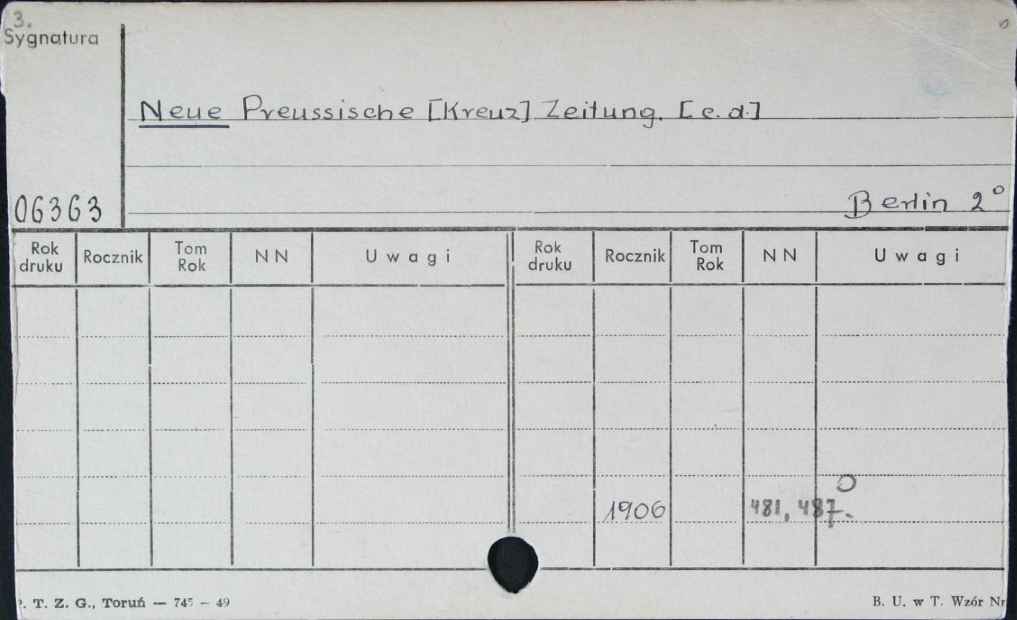 3.
Sygnatura
Neue Preussische [Kreuz] Zeitung. [c.d.]
06363
Berlin 2°
Rok druku Rocznik Tom Rok NN Uwagi Rok druku Rocznik Tom Rok NN Uwagi
1906 481, 487.
T. Z. G., Toruń — 745 — 49
B. U. w T. Wzór Nr